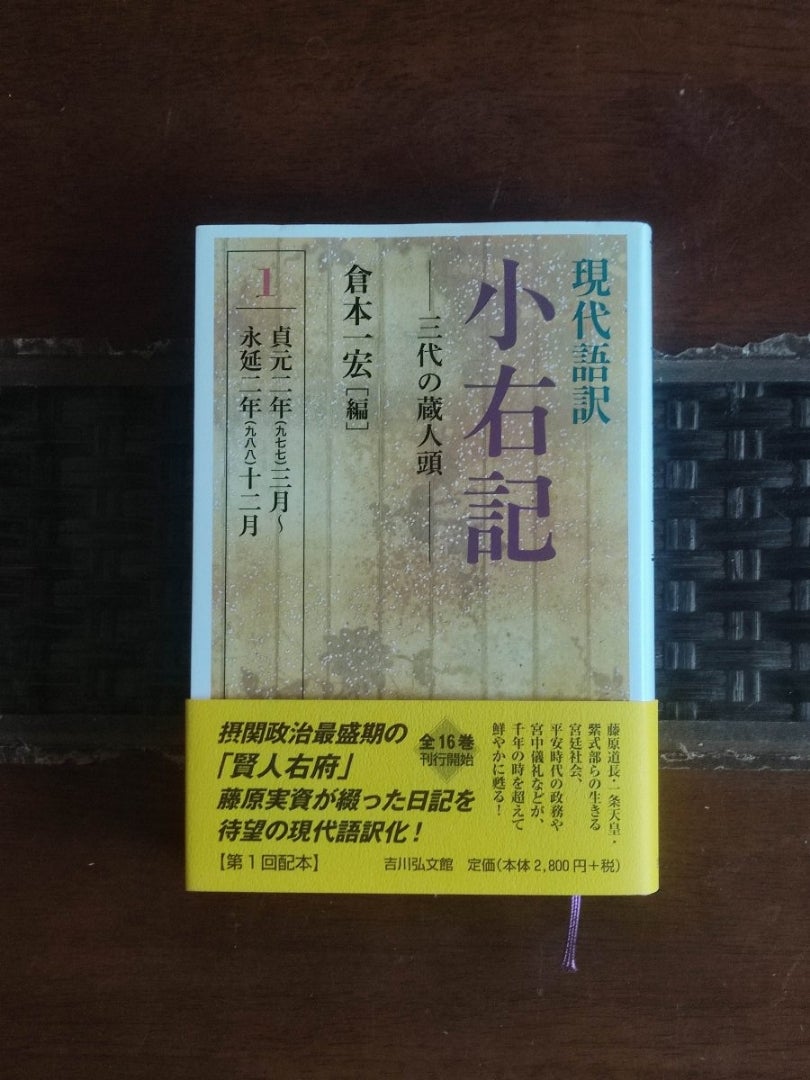 現代語訳
小右記
―三代の蔵人頭―
倉本一宏［編］
1
貞元二年(九七七)三月～
永延二年(九八八)十二月
藤原道長・一条天皇・
紫式部らの生きる
宮廷社会、
平安時代の政務や
宮中儀礼などが、
千年の時を超えて
鮮やかに甦る！
全16巻
刊行開始
摂関政治最盛期の
「賢人右府」
藤原実資が綴った日記を
待望の現代語訳化！
【第1回配本】
吉川弘文館 定価(本体2,800円＋税)